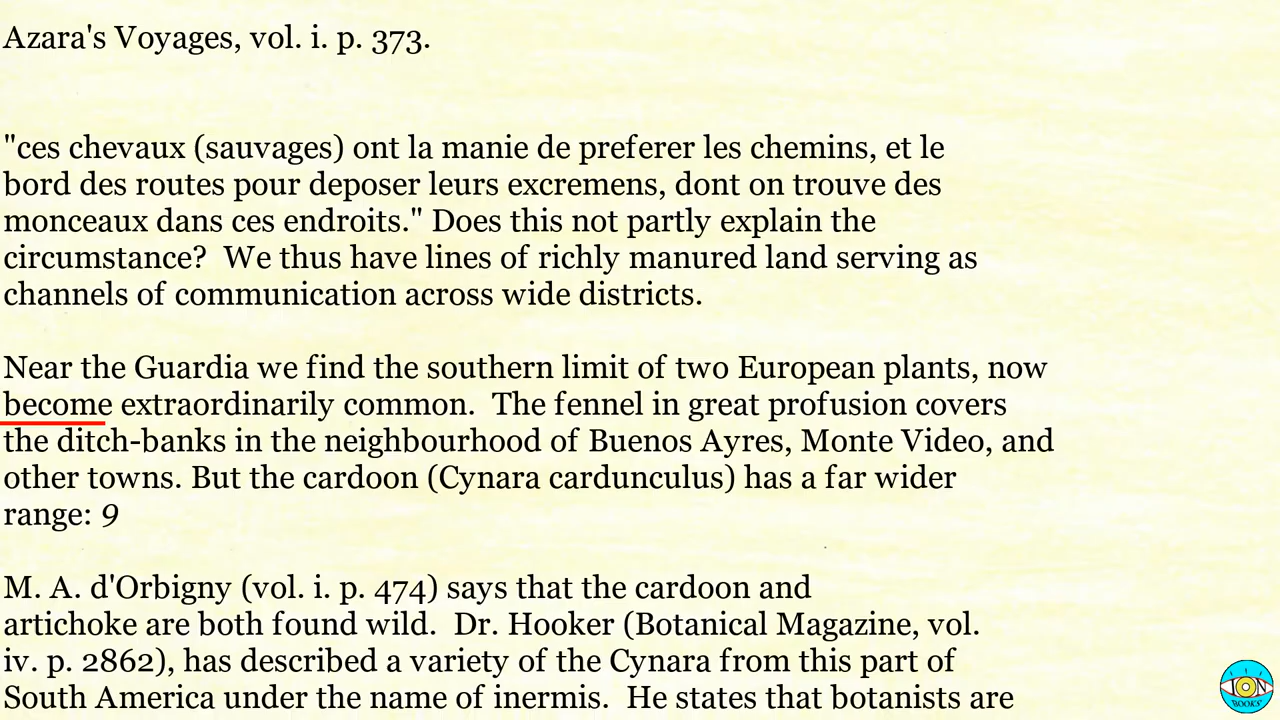 Azara's Voyages, vol. i. p. 373.
"ces chevaux (sauvages) ont la manie de preferer les chemins, et le
bord des routes pour deposer leurs excremens, dont on trouve des
monceaux dans ces endroits." Does this not partly explain the
circumstance?  We thus have lines of richly manured land serving as
channels of communication across wide districts.
Near the Guardia we find the southern limit of two European plants, now
become extraordinarily common.  The fennel in great profusion covers
the ditch-banks in the neighbourhood of Buenos Ayres, Monte Video, and
other towns. But the cardoon (Cynara cardunculus) has a far wider
range: 9
M. A. d'Orbigny (vol. i. p. 474) says that the cardoon and
artichoke are both found wild.  Dr. Hooker (Botanical Magazine, vol.
iv. p. 2862), has described a variety of the Cynara from this part of
South America under the name of inermis.  He states that botanists are
ION
BOOKS